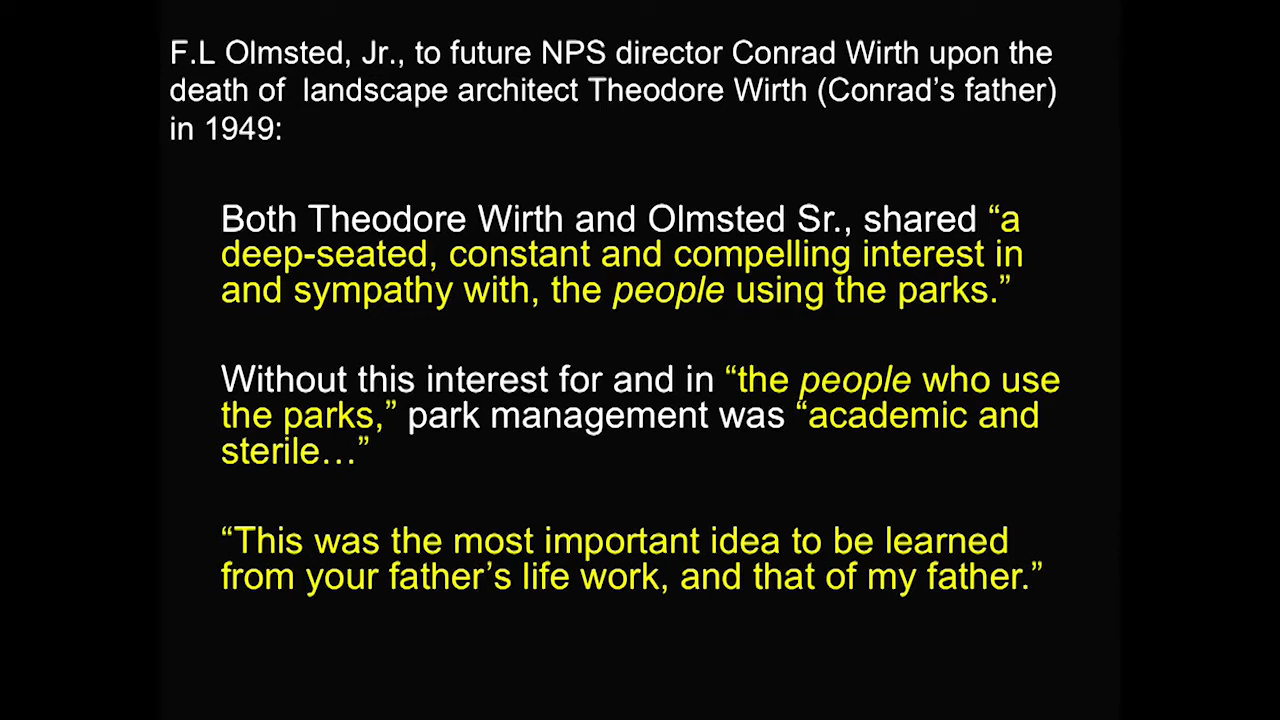 F.L Olmsted, Jr., to future NPS director Conrad Wirth upon the
death of  landscape architect Theodore Wirth (Conrad’s father)
in 1949:
Both Theodore Wirth and Olmsted Sr., shared “a
deep-seated, constant and compelling interest in
and sympathy with, the people using the parks.”
Without this interest for and in “the people who use
the parks,” park management was “academic and
sterile…”
“This was the most important idea to be learned
from your father’s life work, and that of my father.”